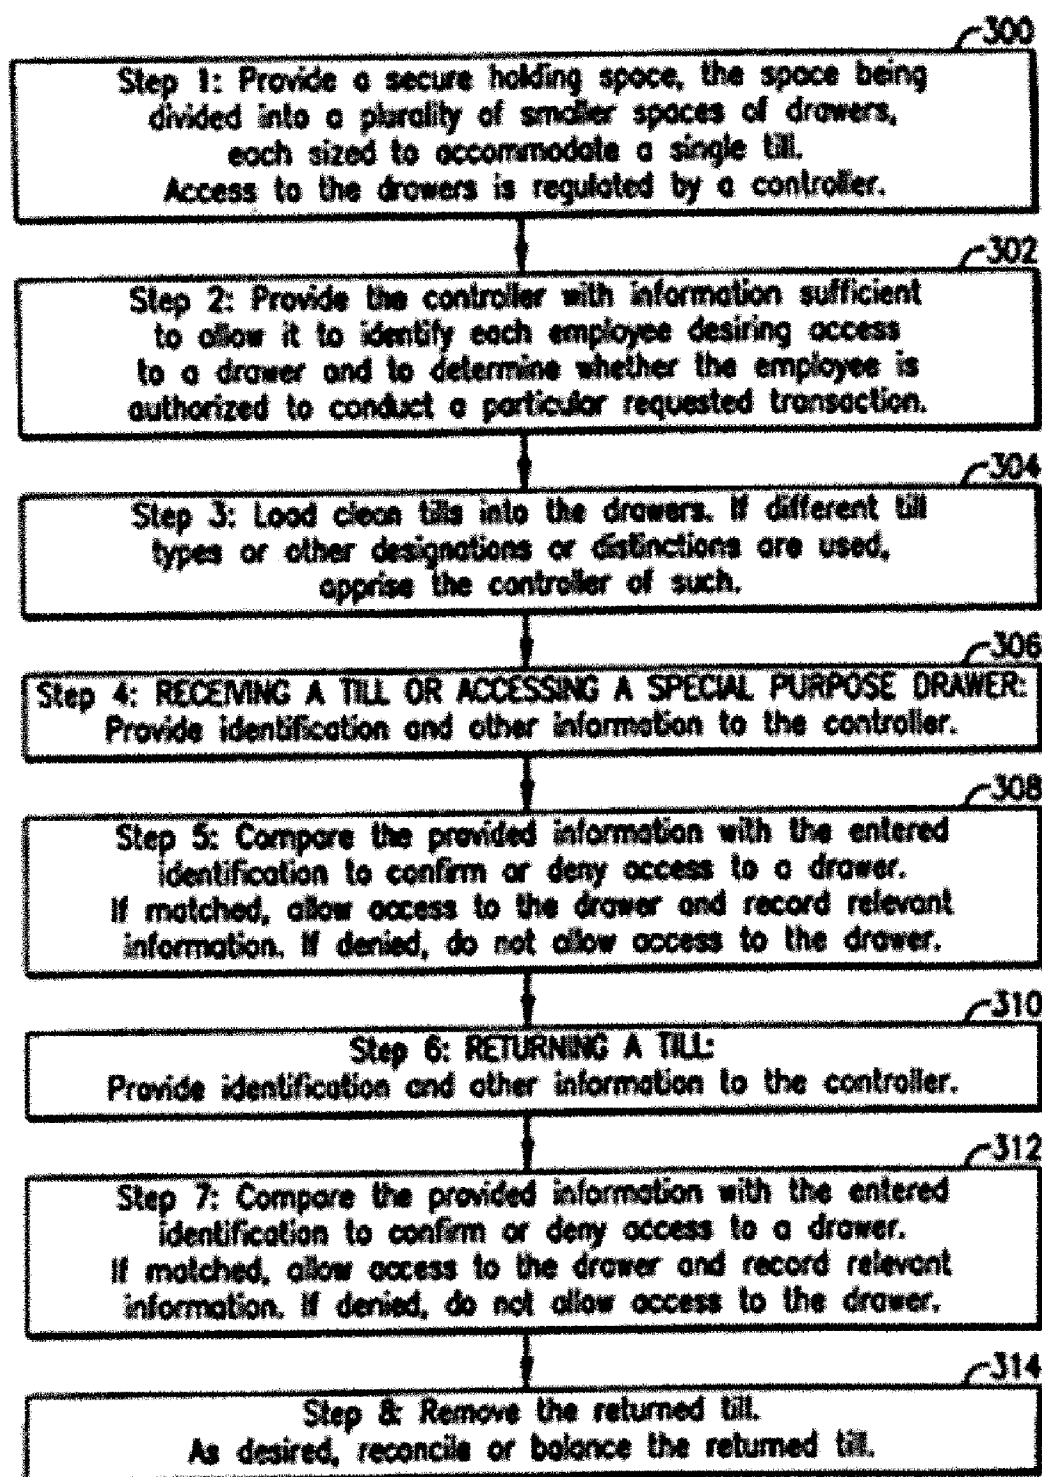 300
Step 1: Provide a secure holding space, the space being
divided into a plurality of smaller spaces of drawers,
each sized to accommodate a single till.
Access to the drawers is regulated by a controller.
302
Step 2: Provide the controller with information sufficient
to allow it to identify each employee desiring access
to a drawer and to determine whether the employee is
authorized to conduct a particular requested transaction.
304
Step 3: Load clean tills into the drawers. If different till
types or other designations or distinctions are used,
apprise the controller of such.
306
Step 4: RECEIVING A TILL OR ACCESSING A SPECIAL PURPOSE DRAWER:
Provide identification and other information to the controller.
308
Step 5: Compare the provided information with the entered
identification to confirm or deny access to a drawer.
If matched, allow access to the drawer and record relevant
information. If denied, do not allow access to the drawer.
310
Step 6: RETURNING A TILL:
Provide identification and other information to the controller.
312
Step 7: Compare the provided information with the entered
identification to confirm or deny access to a drawer.
If matched, allow access to the drawer and record relevant
information. If denied, do not allow access to the drawer.
314
Step 8: Remove the returned till.
As desired, reconcile or balance the returned till.